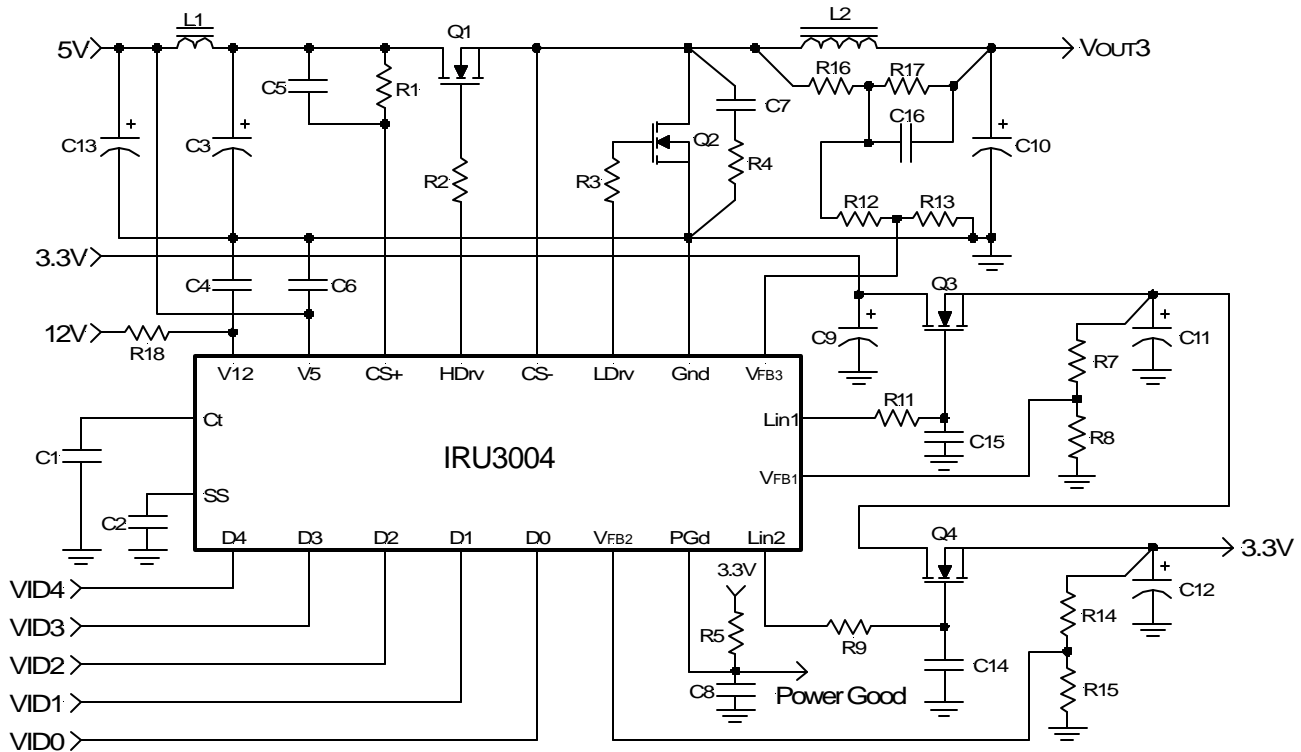 L1
Q1
L2
5V
VOUT3
R16
R17
C5
R1
C7
C16
C13
C3
Q2
C10
R2
R3
R4
R12
R13
3.3V
C4
C6
Q3
12V
R18
C9
C11
R7
V12
V5
CS+
HDrv
CS-
LDrv
Gnd
VFB3
Ct
Lin1
R11
C15
R8
C1
IRU3004
VFB1
SS
C2
D4
D3
D2
D1
D0
VFB2
PGd
Lin2
Q4
3.3V
3.3V
VID4
C12
R14
VID3
R5
R9
VID2
C14
C8
R15
VID1
Power Good
VID0